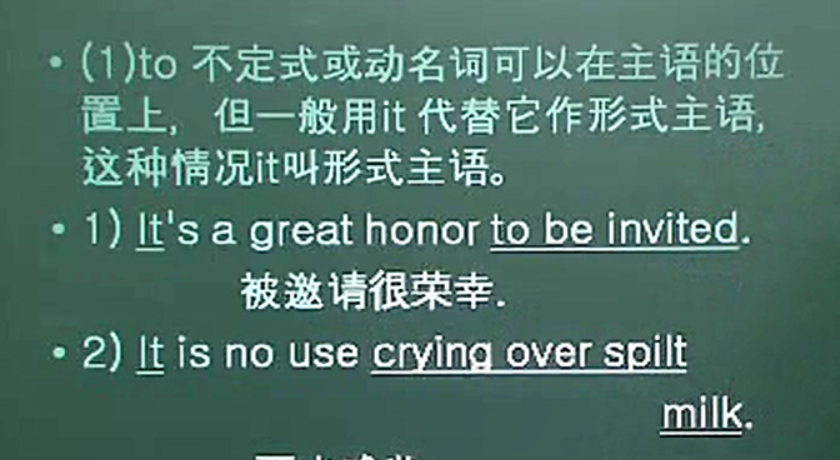 • (1)to 不定式或动名词可以在主语的位
置上, 但一般用it 代替它作形式主语,
这种情况it叫形式主语。
• 1) It's a great honor to be invited.
被邀请很荣幸.
• 2) It is no use crying over spilt
milk.